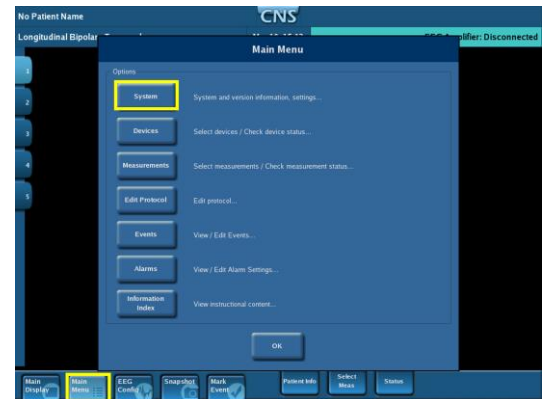 No Patient Name
CNS
Longitudinal Bipolar
EEG Amplifier: Disconnected
Main Menu
Options
System
System and version information, settings...
Devices
Select devices / Check device status...
Measurements
Select measurements / Check measurement status...
Edit Protocol
Edit protocol...
Events
View / Edit Events...
Alarms
View / Edit Alarm Settings...
Information
Index
View instructional content...
OK
1
2
3
4
5
Main
Display
Main
Menu
EEG
Config
Snapshot
Mark
Event
Patient Info
Select
Meas
Status